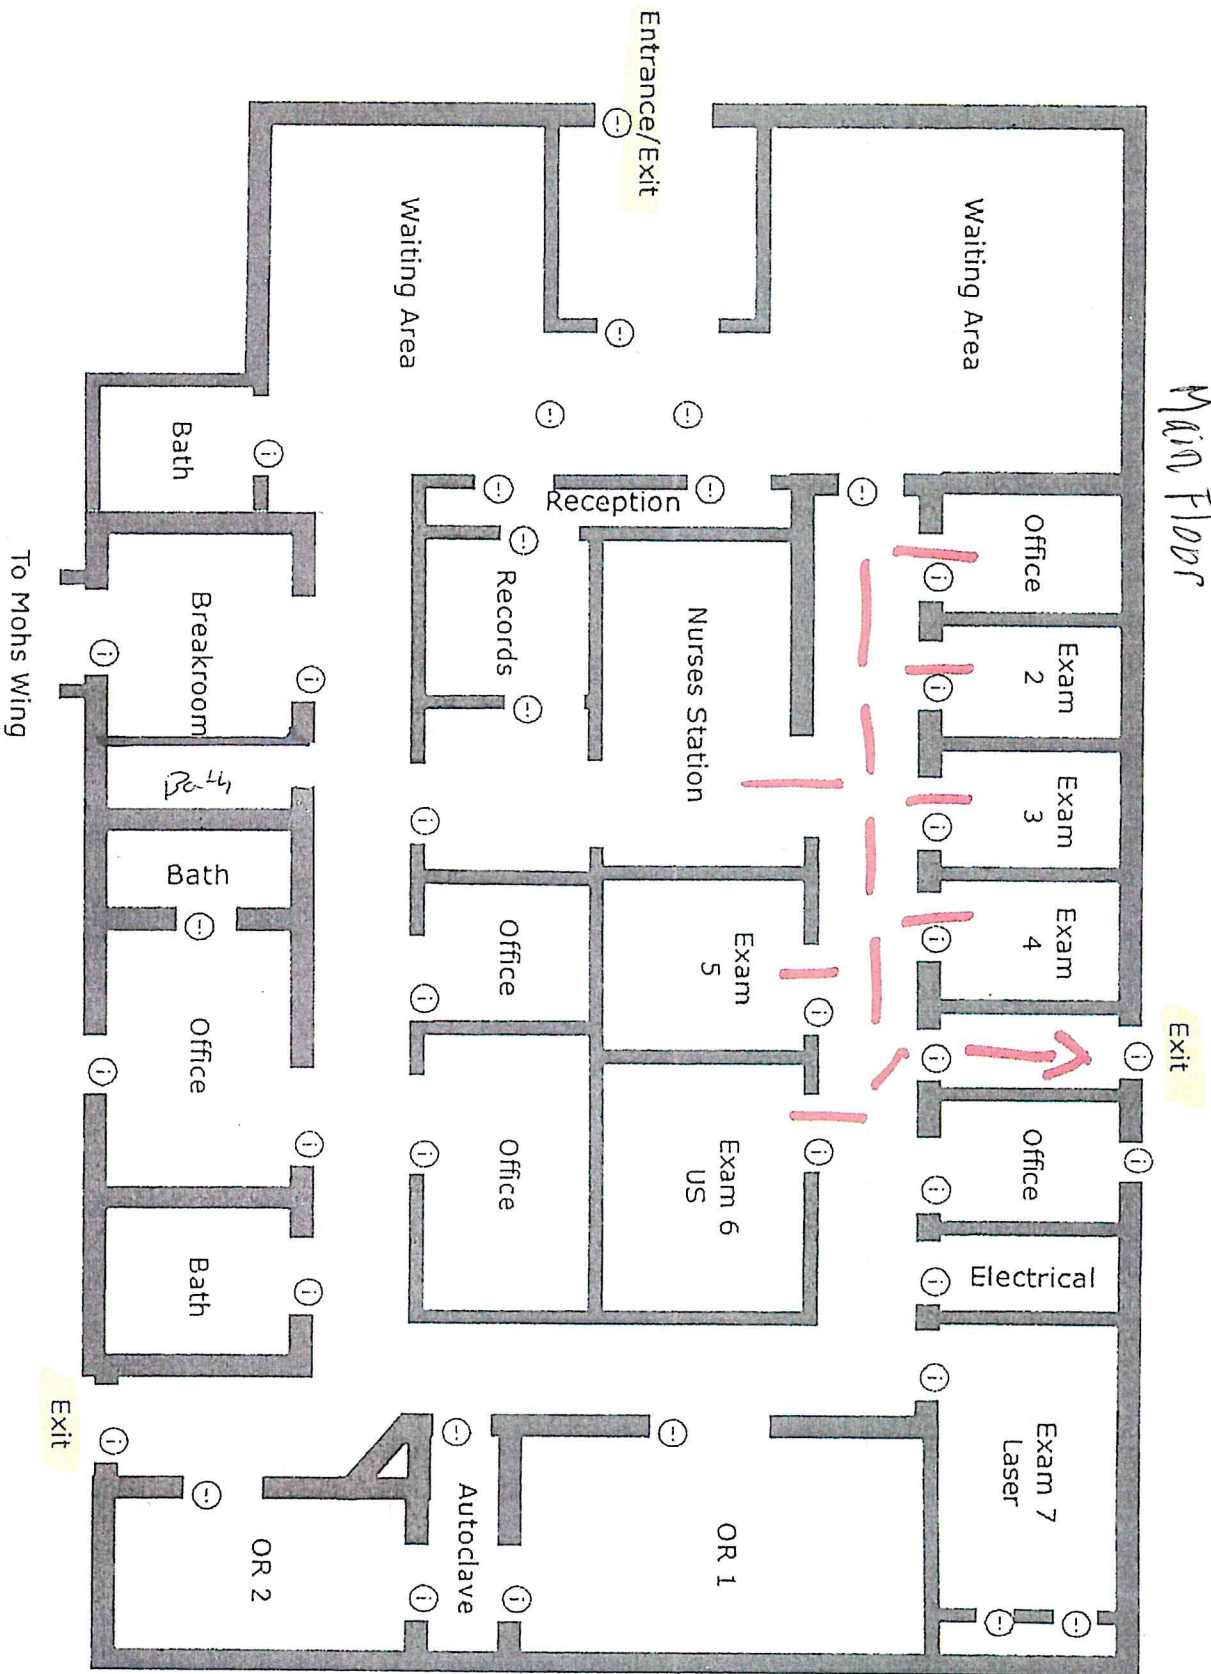 Main Floor
Exit
Office
Exam
2
Exam
3
Exam
4
Office
Electrical
Exam 7
Laser
Waiting Area
Nurses Station
Exam
5
Exam 6
US
OR 1
Entrance/Exit
Reception
Records
Office
Office
Autoclave
Waiting Area
OR 2
Bath
Breakroom
Bath
Bath
Office
Bath
Exit
To Mohs Wing